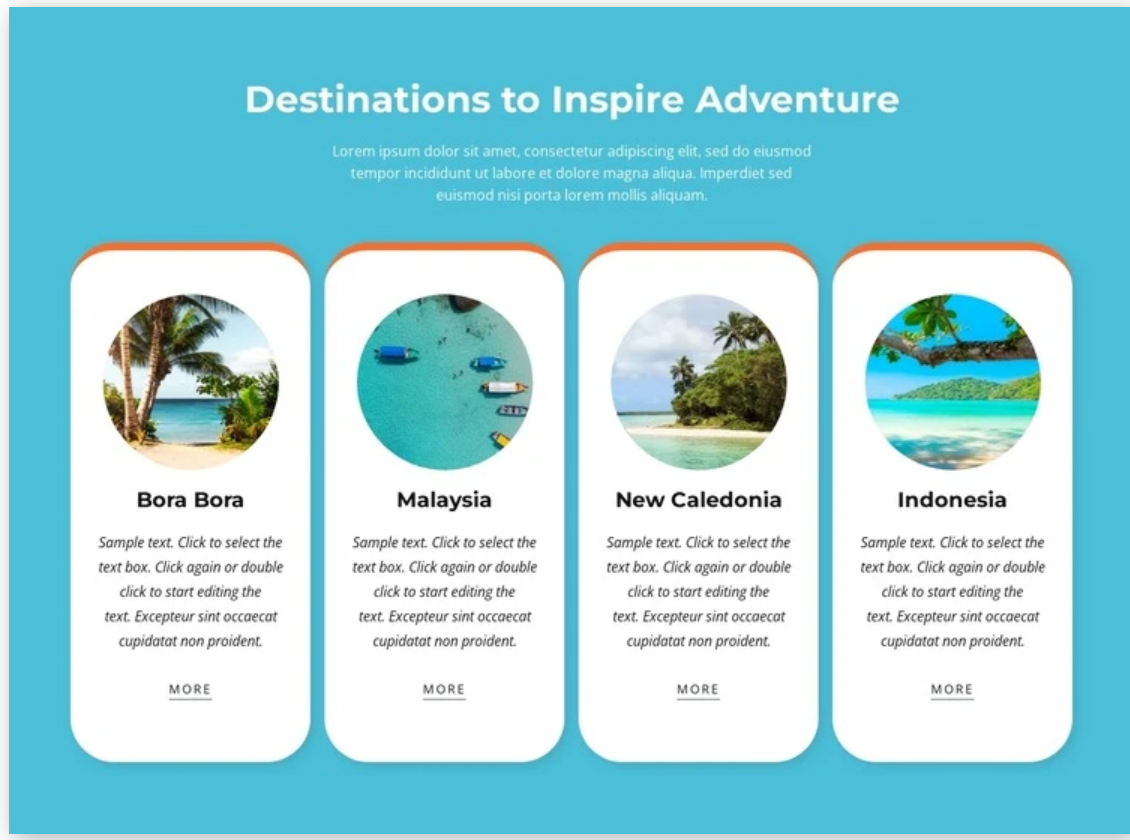 Destinations to Inspire Adventure
Lorem ipsum dolor sit amet, consectetur adipiscing elit, sed do eiusmod
tempor incididunt ut labore et dolore magna aliqua. Imperdiet sed
euismod nisi porta lorem mollis aliquam.
Bora Bora
Sample text. Click to select the
text box. Click again or double
click to start editing the
text. Excepteur sint occaecat
cupidatat non proident.
MORE
Malaysia
Sample text. Click to select the
text box. Click again or double
click to start editing the
text. Excepteur sint occaecat
cupidatat non proident.
MORE
New Caledonia
Sample text. Click to select the
text box. Click again or double
click to start editing the
text. Excepteur sint occaecat
cupidatat non proident.
MORE
Indonesia
Sample text. Click to select the
text box. Click again or double
click to start editing the
text. Excepteur sint occaecat
cupidatat non proident.
MORE